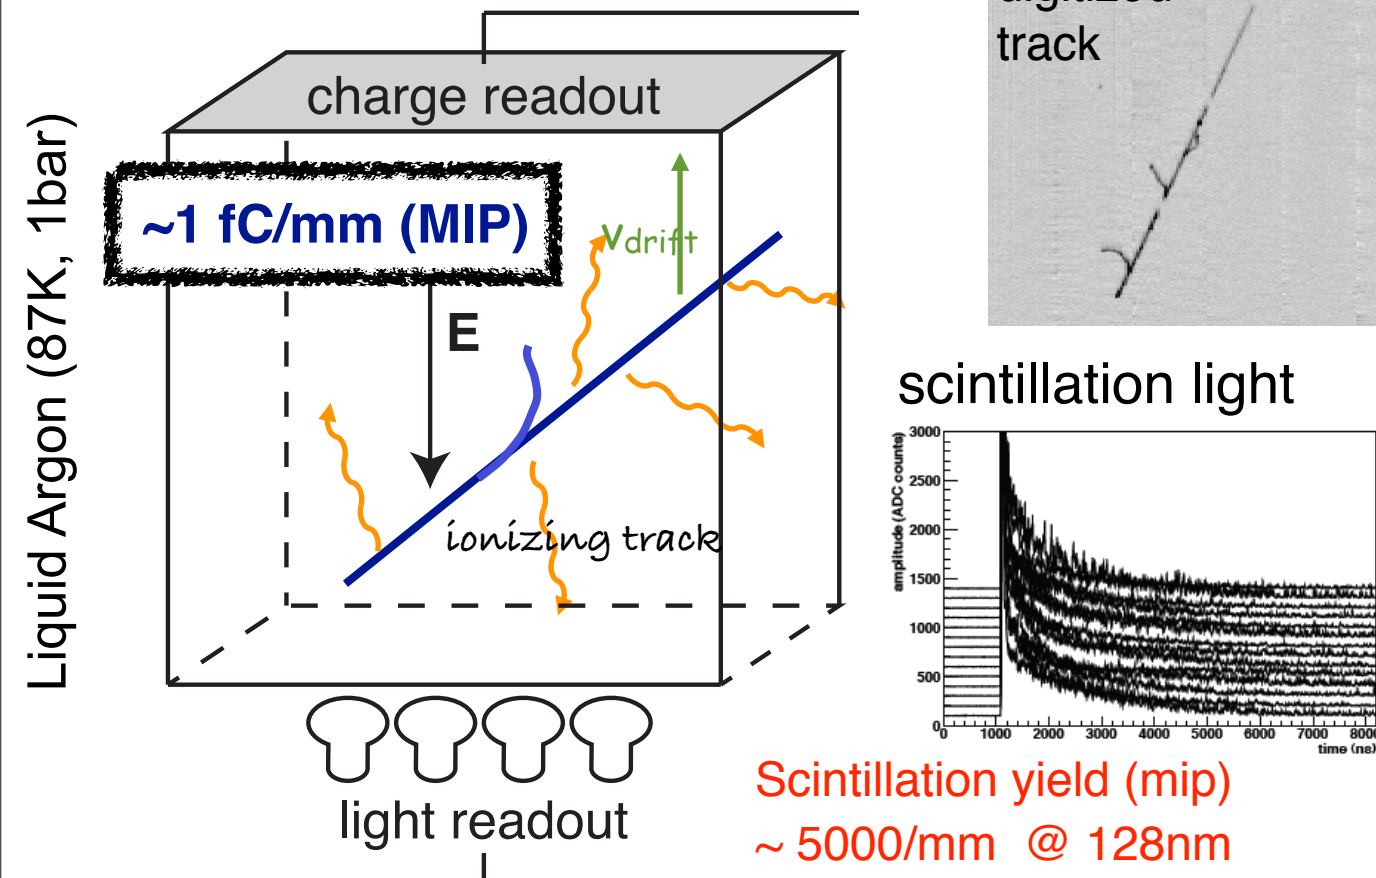 digitized
track
charge readout
Liquid Argon (87K, 1bar)
~1 fC/mm (MIP)
vdrift
E
ionizing track
scintillation light
amplitude (ADC counts)
3000
2500
2000
1500
1000
500
0
0 1000 2000 3000 4000 5000 6000 7000 8000
time (ns)
light readout
Scintillation yield (mip)
~ 5000/mm @ 128nm